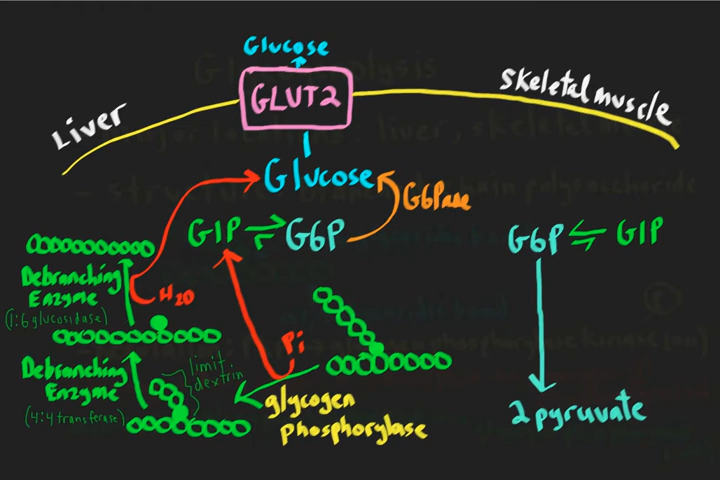 Glucose
GLUT2
Liver
Skeletal muscle
Glucose
G6Pase
G1P ⇌ G6P
G6P ⇌ G1P
Debranching
Enzyme
(1:6 glucosidase)
H2O
Pi
Debranching
Enzyme
(4:4 transferase)
limit
dextrin
glycogen
phosphorylase
2 pyruvate